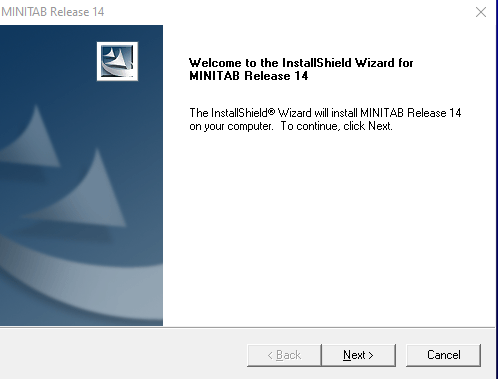 MINITAB Release 14
Welcome to the InstallShield Wizard for
MINITAB Release 14
The InstallShield® Wizard will install MINITAB Release 14
on your computer. To continue, click Next.
< Back
Next >
Cancel